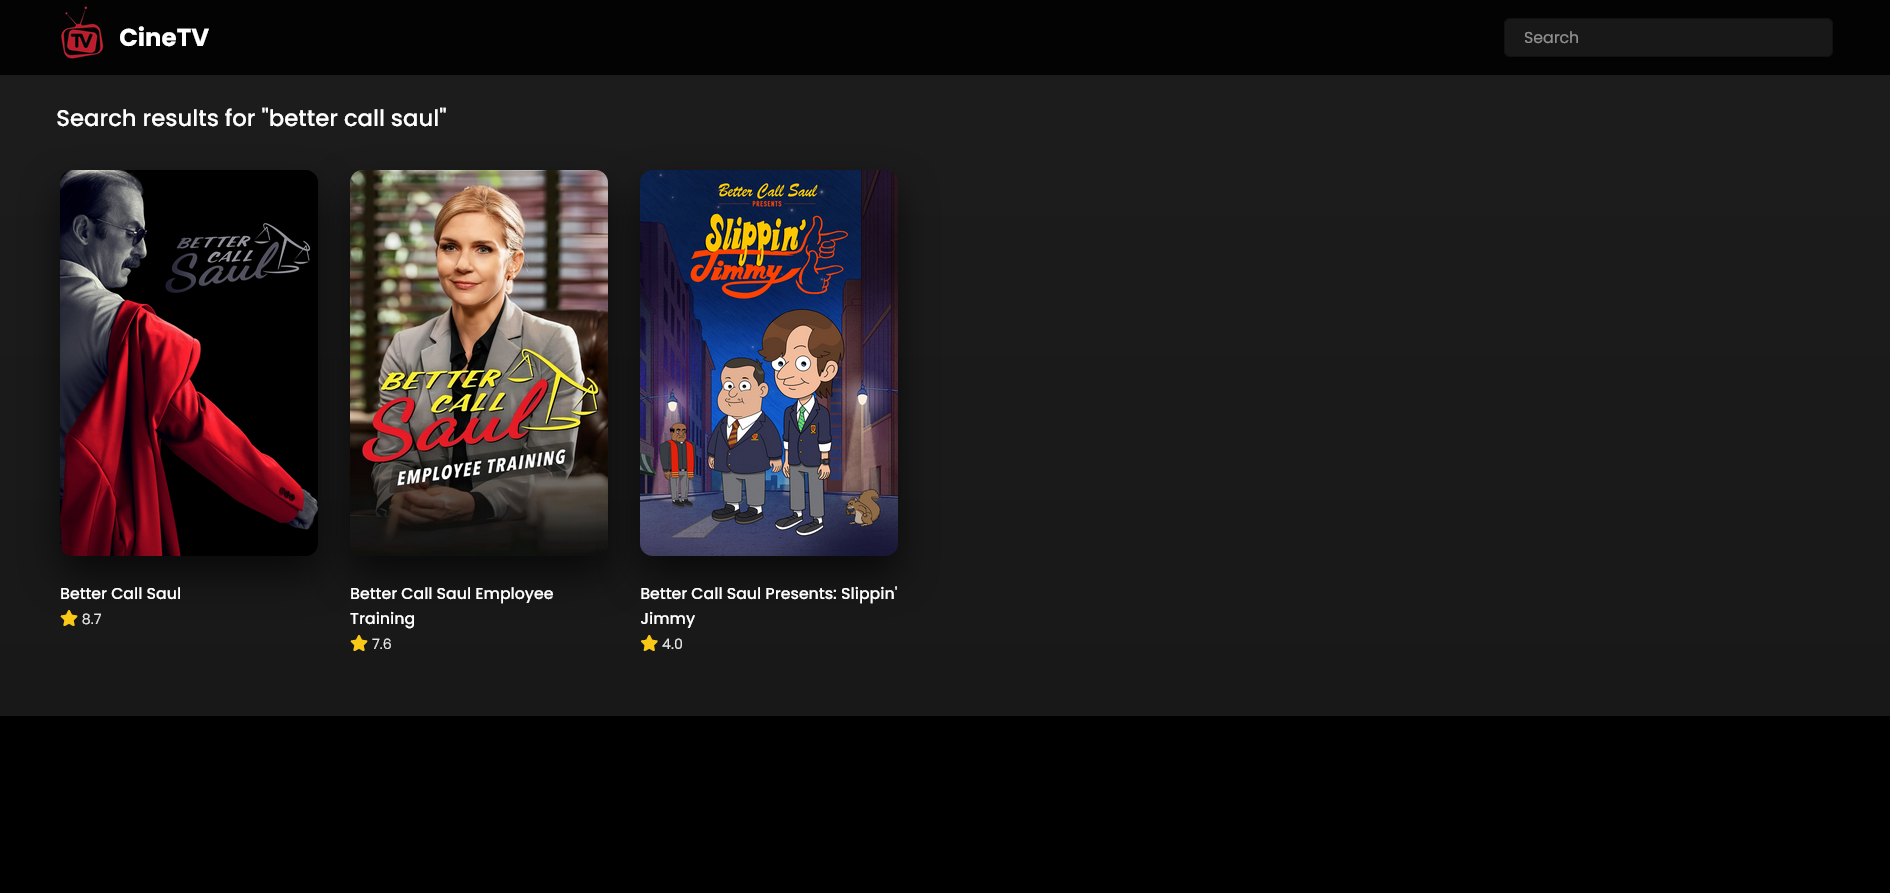 TV
CineTV
Search
Search results for "better call saul"
BETTER
CALL
Saul
BETTER
CALL
Saul
EMPLOYEE TRAINING
Better Call Saul
PRESENTS
Slippin'
Jimmy
Better Call Saul
8.7
Better Call Saul Employee
Training
7.6
Better Call Saul Presents: Slippin'
Jimmy
4.0